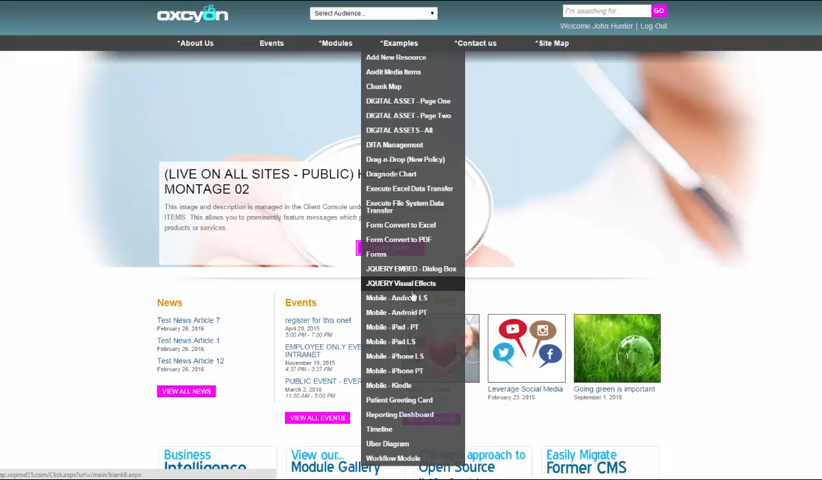 oxcyon
Select Audience...
I'm searching for...
GO
Welcome John Hunter | Log Out
*About Us
Events
*Modules
*Examples
*Contact us
*Site Map
Add New Resource
Audit Media Items
Chunk Map
DIGITAL ASSET - Page One
DIGITAL ASSET - Page Two
DIGITAL ASSETS - All
DITA Management
Drag-n-Drop (New Policy)
Dragnode Chart
Execute Excel Data Transfer
Execute File System Data
Transfer
Form Convert to Excel
Form Convert to PDF
Forms
JQUERY EMBED - Dialog Box
JQUERY Visual Effects
Mobile - Android LS
Mobile - Android PT
Mobile - iPad - PT
Mobile - iPad LS
Mobile - iPhone LS
Mobile - iPhone PT
Mobile - Kindle
Patient Greeting Card
Reporting Dashboard
Timeline
Uber Diagram
Workflow Module
(LIVE ON ALL SITES - PUBLIC) H
MONTAGE 02
This image and description is managed in the Client Console unde
ITEMS. This allows you to prominently feature messages which p
products or services.
News
Test News Article 7
February 26, 2016
Test News Article 1
February 26, 2016
Test News Article 12
February 26, 2016
VIEW ALL NEWS
Events
register for this one!
April 20, 2015
5:00 PM - 7:00 PM
EMPLOYEE ONLY EVE
INTRANET
November 19, 2015
4:37 PM - 3:37 PM
PUBLIC EVENT - EVER
March 2, 2016
11:30 AM - 5:00 PM
VIEW ALL EVENTS
Leverage Social Media
February 23, 2015
Going green is important
September 1, 2010
Business
Intelligence
View our...
Module Gallery
approach to
Open Source
Easily Migrate
Former CMS